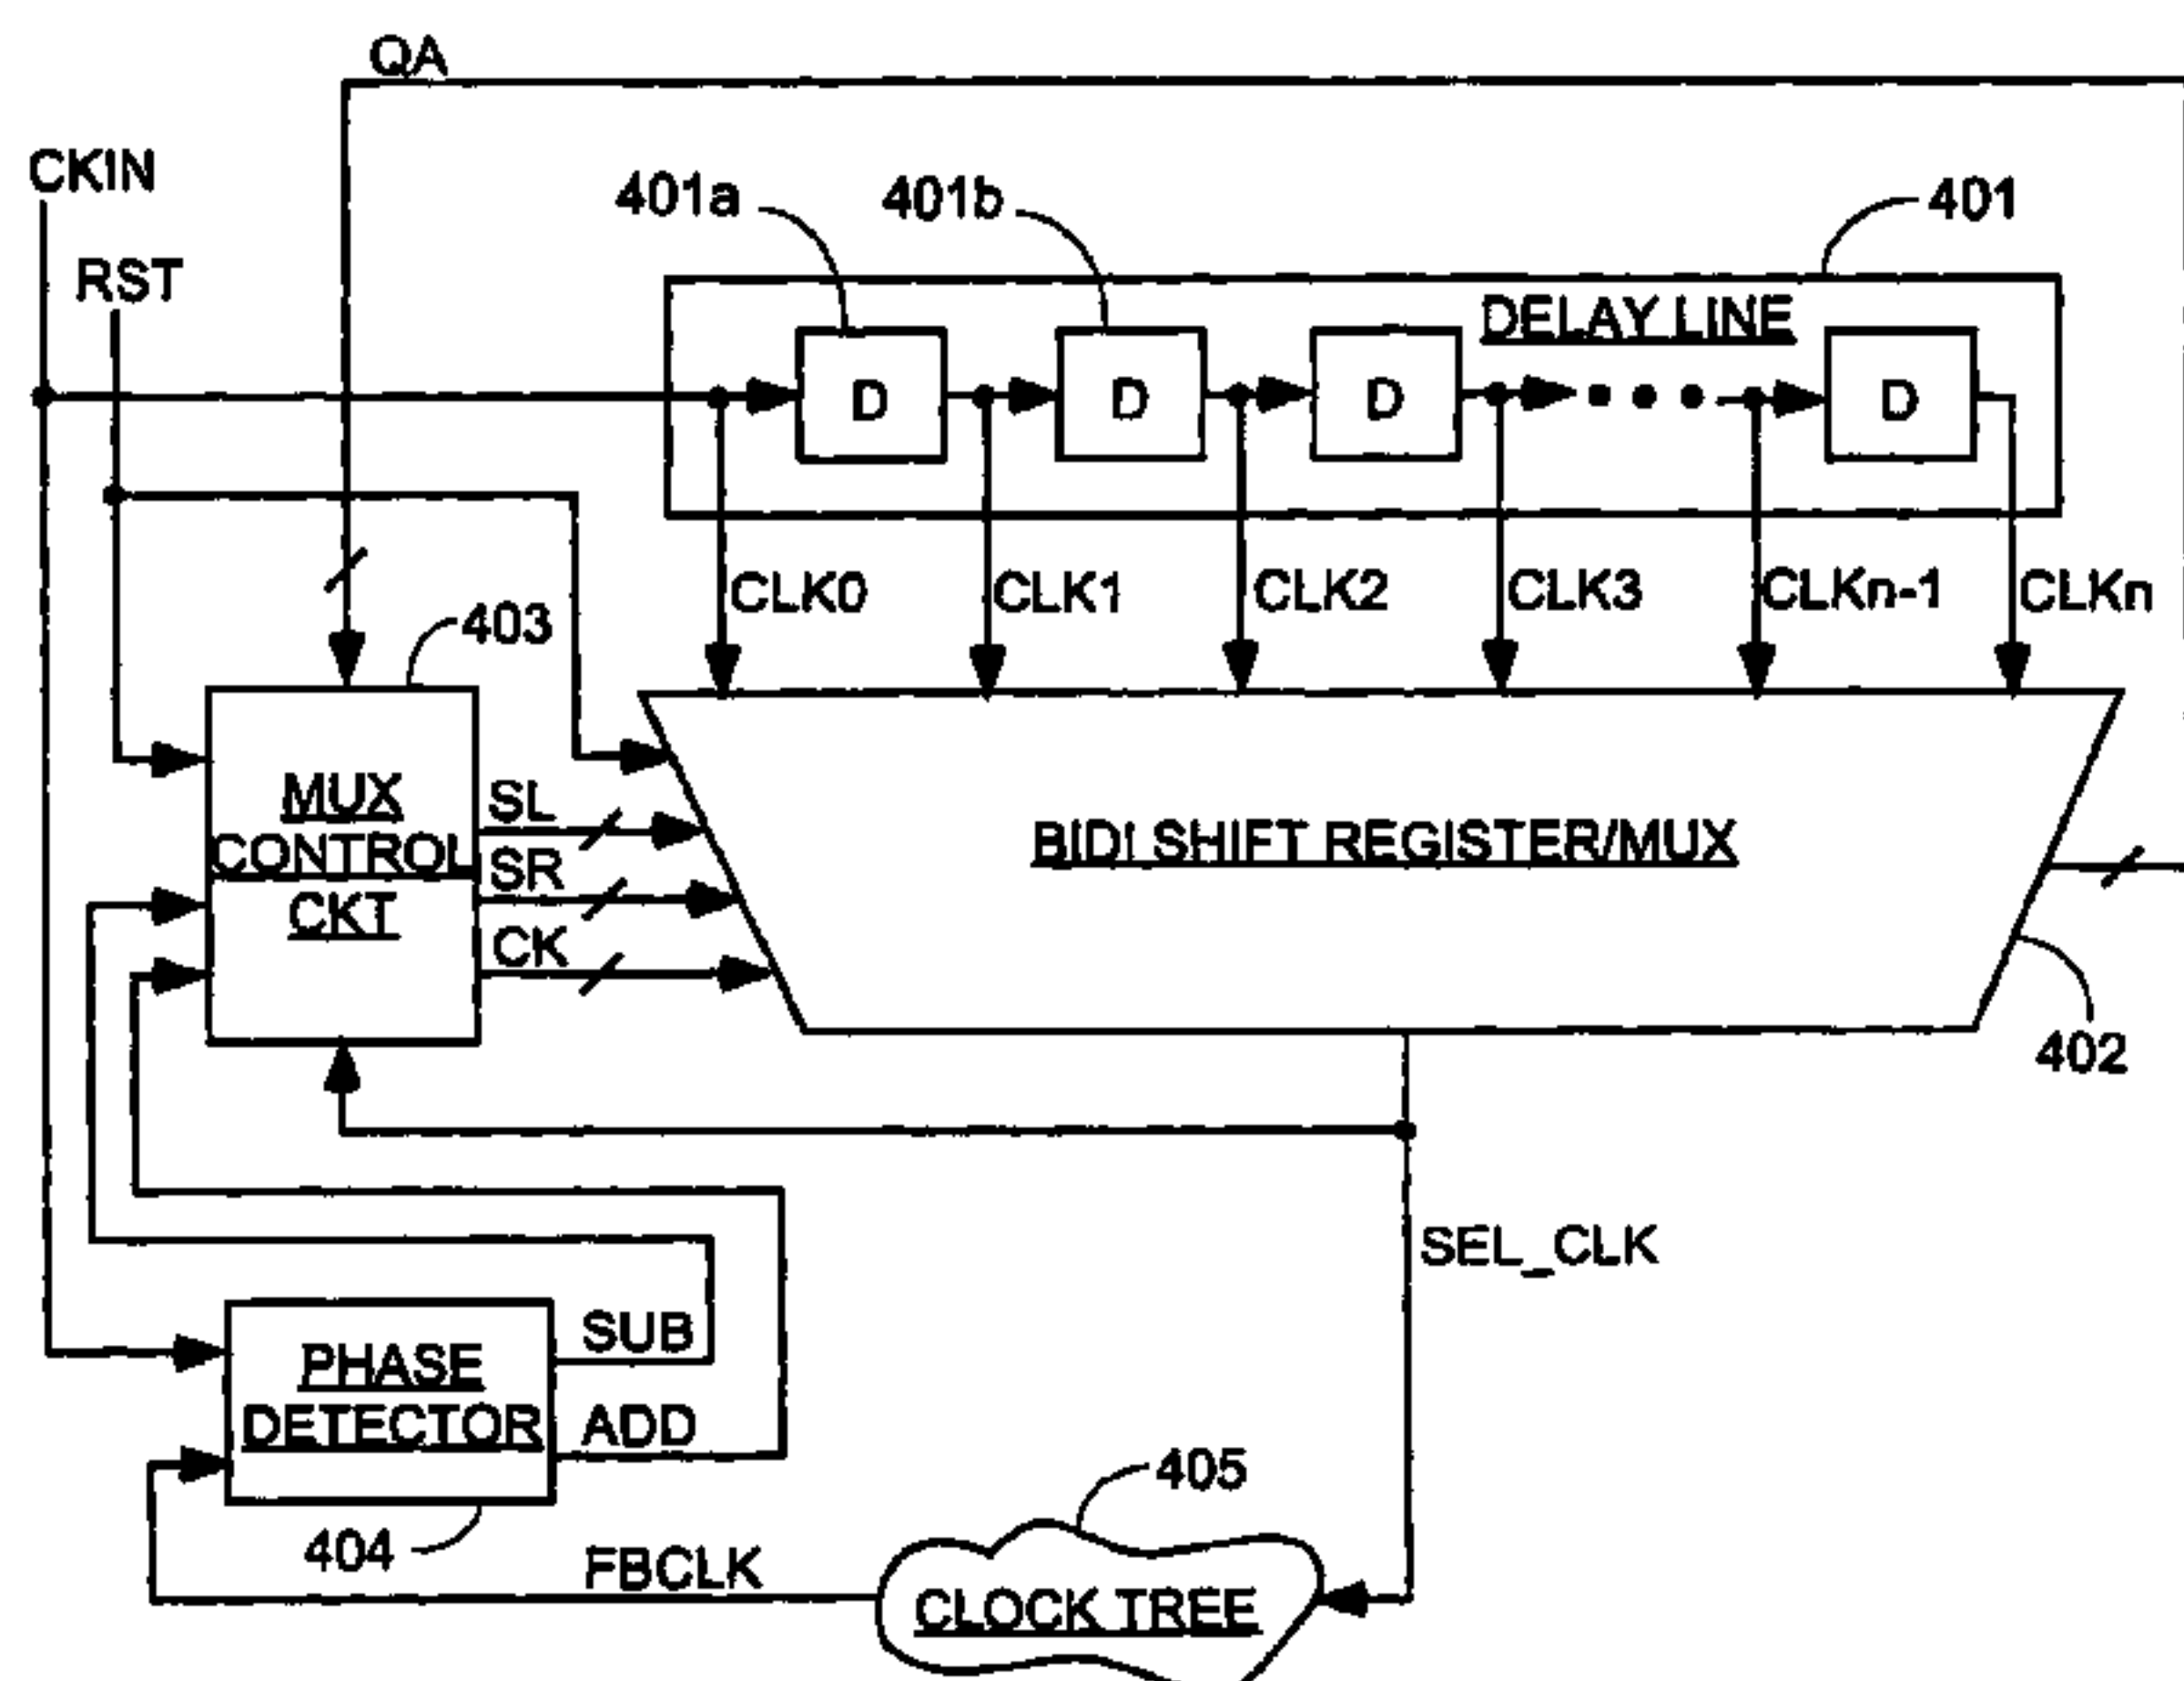 QA
CKIN
401a
401b
401
RST
DELAY LINE
D
D
D
D
CLK0
CLK1
CLK2
CLK3
CLKn-1
CLKn
403
MUX
CONTROL
CKT
SL
SR
CK
BIDI SHIFT REGISTER/MUX
402
SEL_CLK
SUB
PHASE
DETECTOR
ADD
405
404
FBCLK
CLOCK TREE